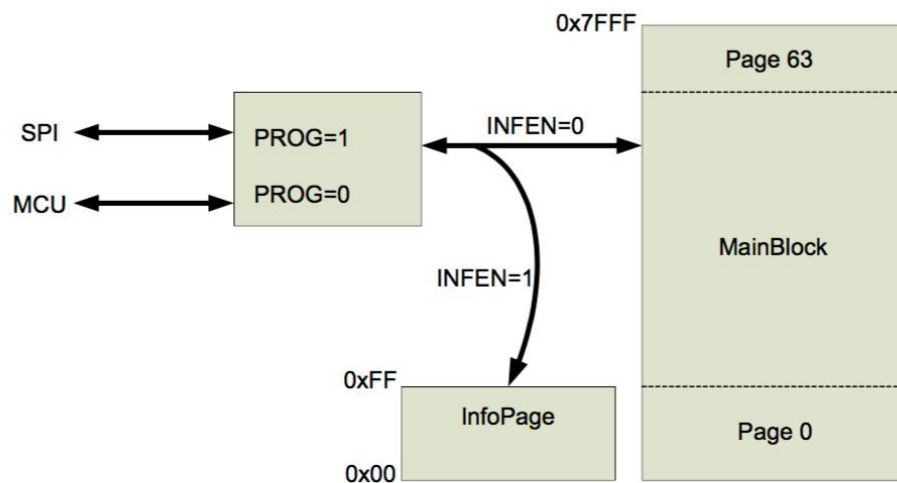 0x7FFF
Page 63
SPI
PROG=1
INFEN=0
MCU
PROG=0
MainBlock
INFEN=1
0xFF
InfoPage
Page 0
0x00